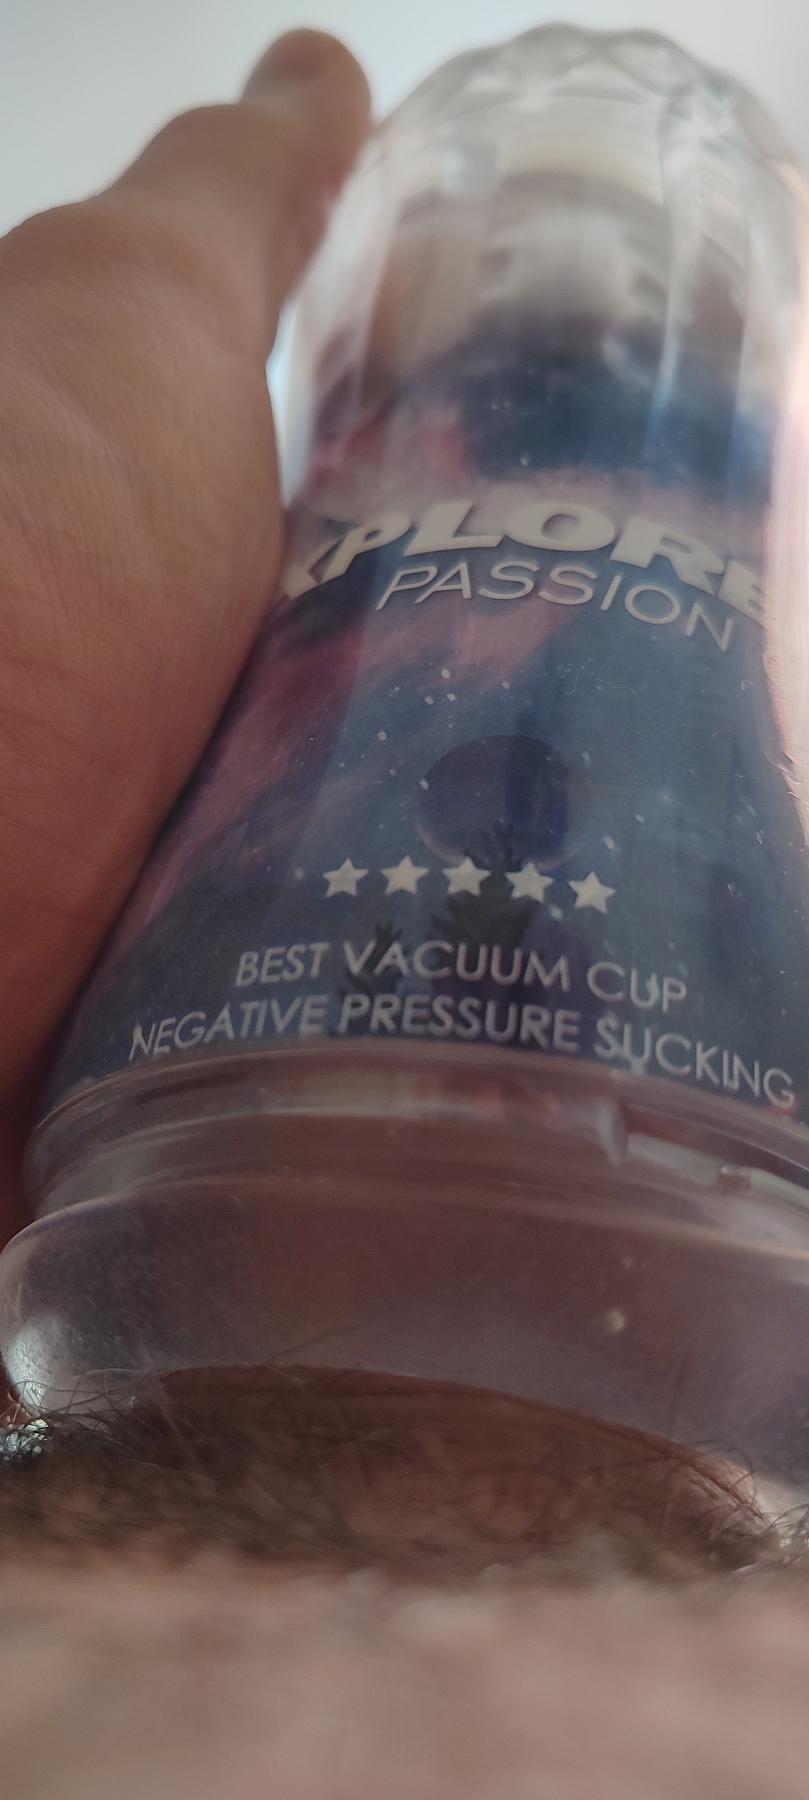 XPLORE
PASSION
BEST VACUUM CUP
NEGATIVE PRESSURE SUCKING